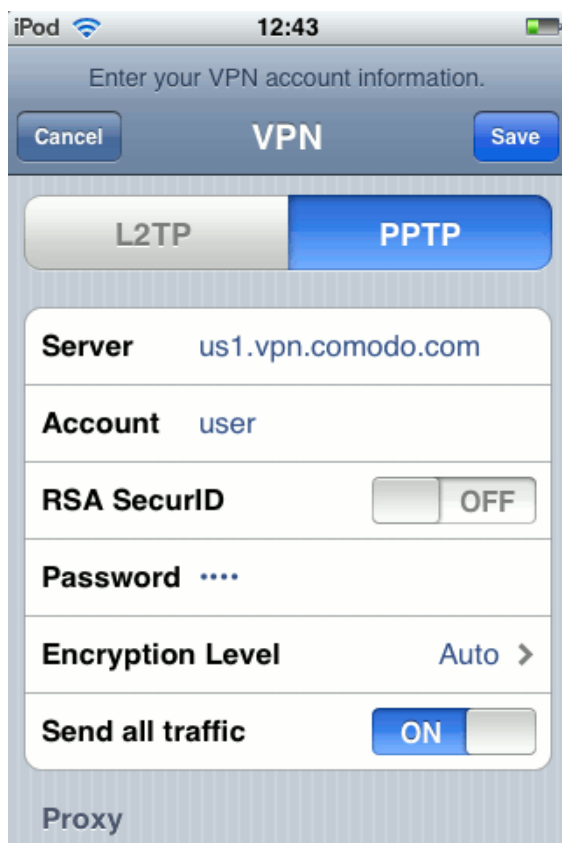 iPod 12:43
Enter your VPN account information.
Cancel VPN Save
L2TP PPTP
Server us1.vpn.comodo.com
Account user
RSA SecurID OFF
Password ••••
Encryption Level Auto
Send all traffic ON
Proxy